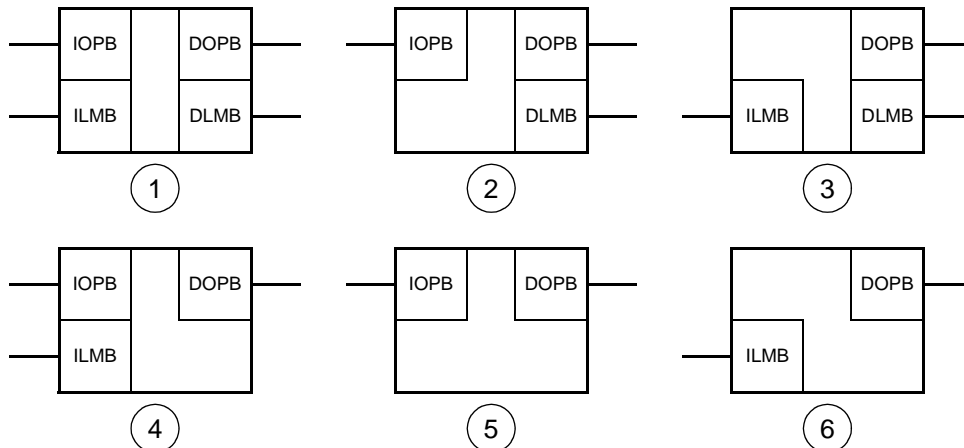 IOPB DOPB IOPB DOPB DOPB
ILMB DLMB DLMB ILMB DLMB
1 2 3
IOPB DOPB IOPB DOPB DOPB
ILMB ILMB
4 5 6